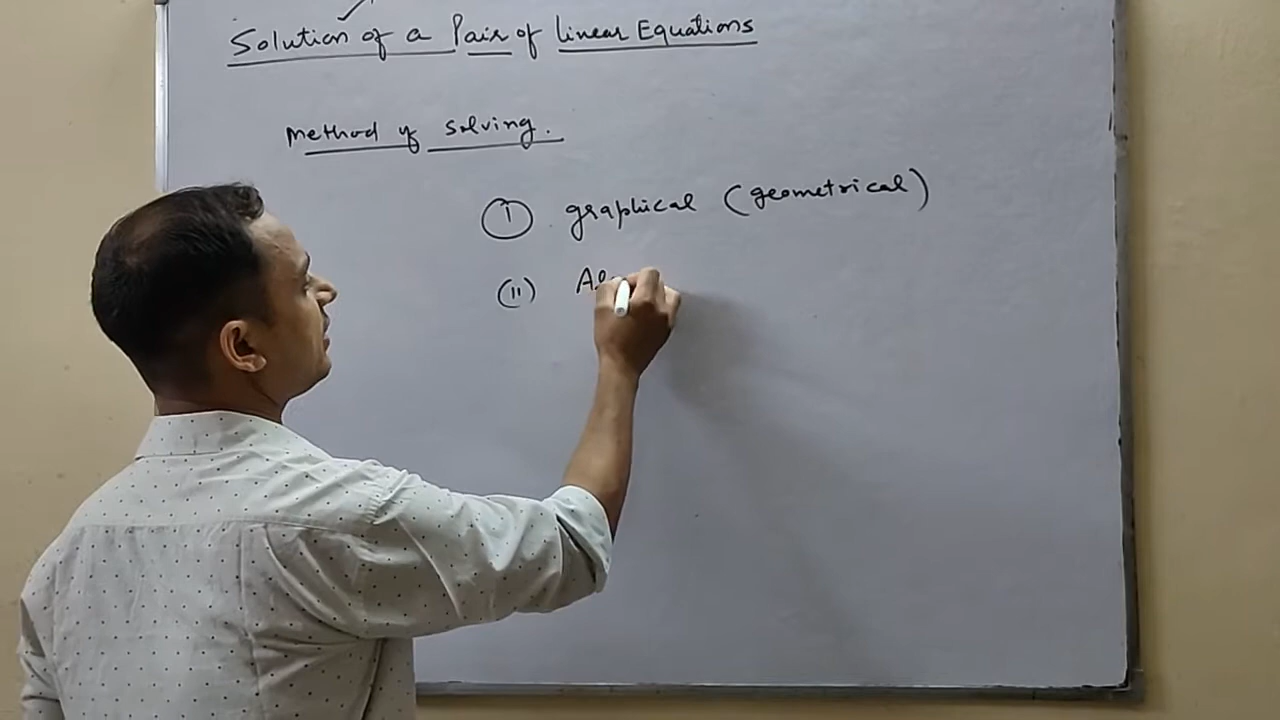 Solution of a Pair of linear Equations
Method of solving.
(I) graphical (geometrical)
(II) Al